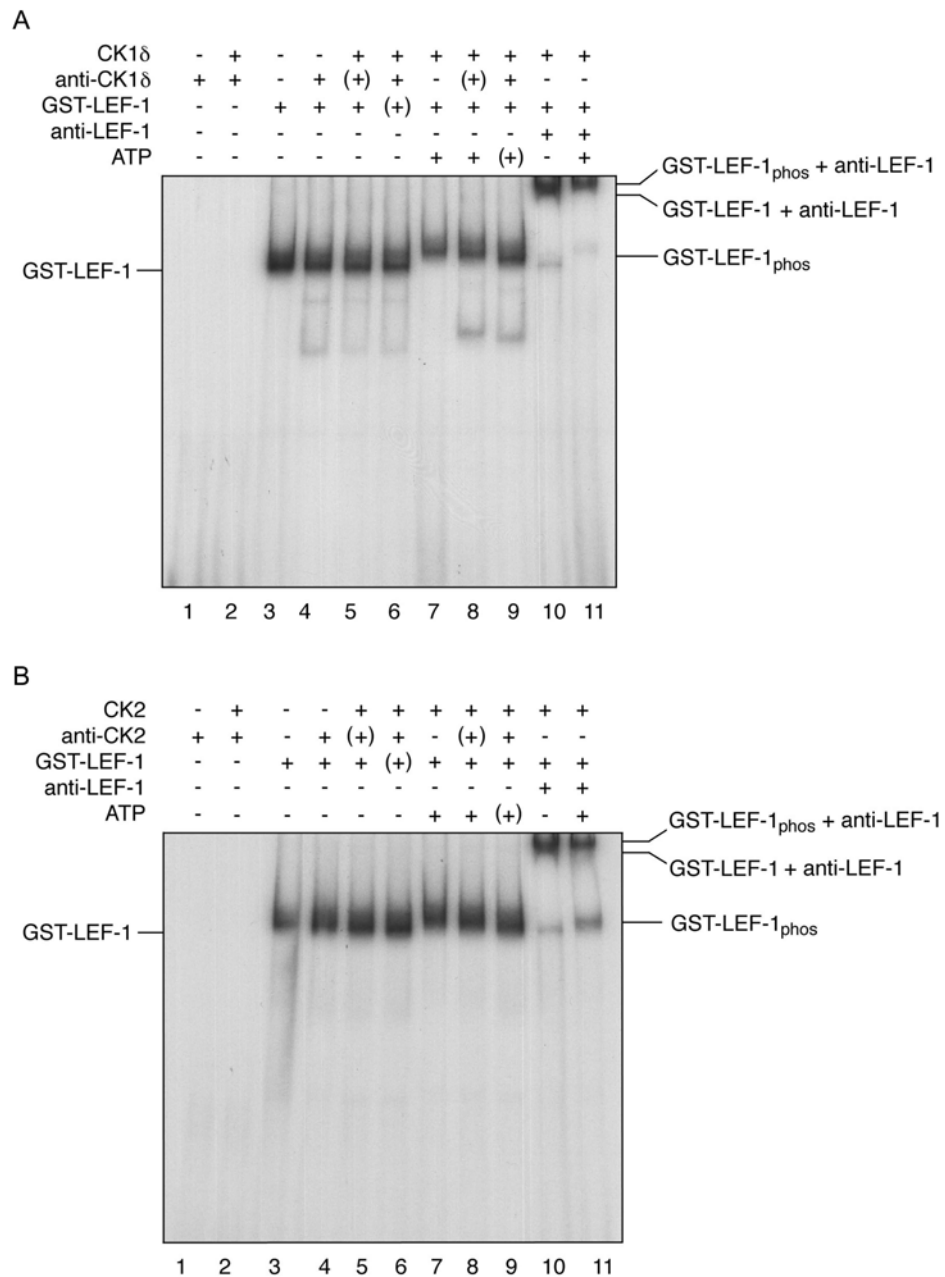 A
CK1δ - + - - + + + + + + +
anti-CK1δ + + - + (+) + - (+) + - -
GST-LEF-1 - - + + + (+) + + + + +
anti-LEF-1 - - - - - - - - - + +
ATP - - - - - - + + (+) - +
GST-LEF-1phos + anti-LEF-1
GST-LEF-1 + anti-LEF-1
GST-LEF-1phos
GST-LEF-1
1 2 3 4 5 6 7 8 9 10 11
B
CK2 - + - - + + + + + + +
anti-CK2 + + - + (+) + - (+) + - -
GST-LEF-1 - - + + + (+) + + + + +
anti-LEF-1 - - - - - - - - - + +
ATP - - - - - - + + (+) - +
GST-LEF-1phos + anti-LEF-1
GST-LEF-1 + anti-LEF-1
GST-LEF-1phos
GST-LEF-1
1 2 3 4 5 6 7 8 9 10 11